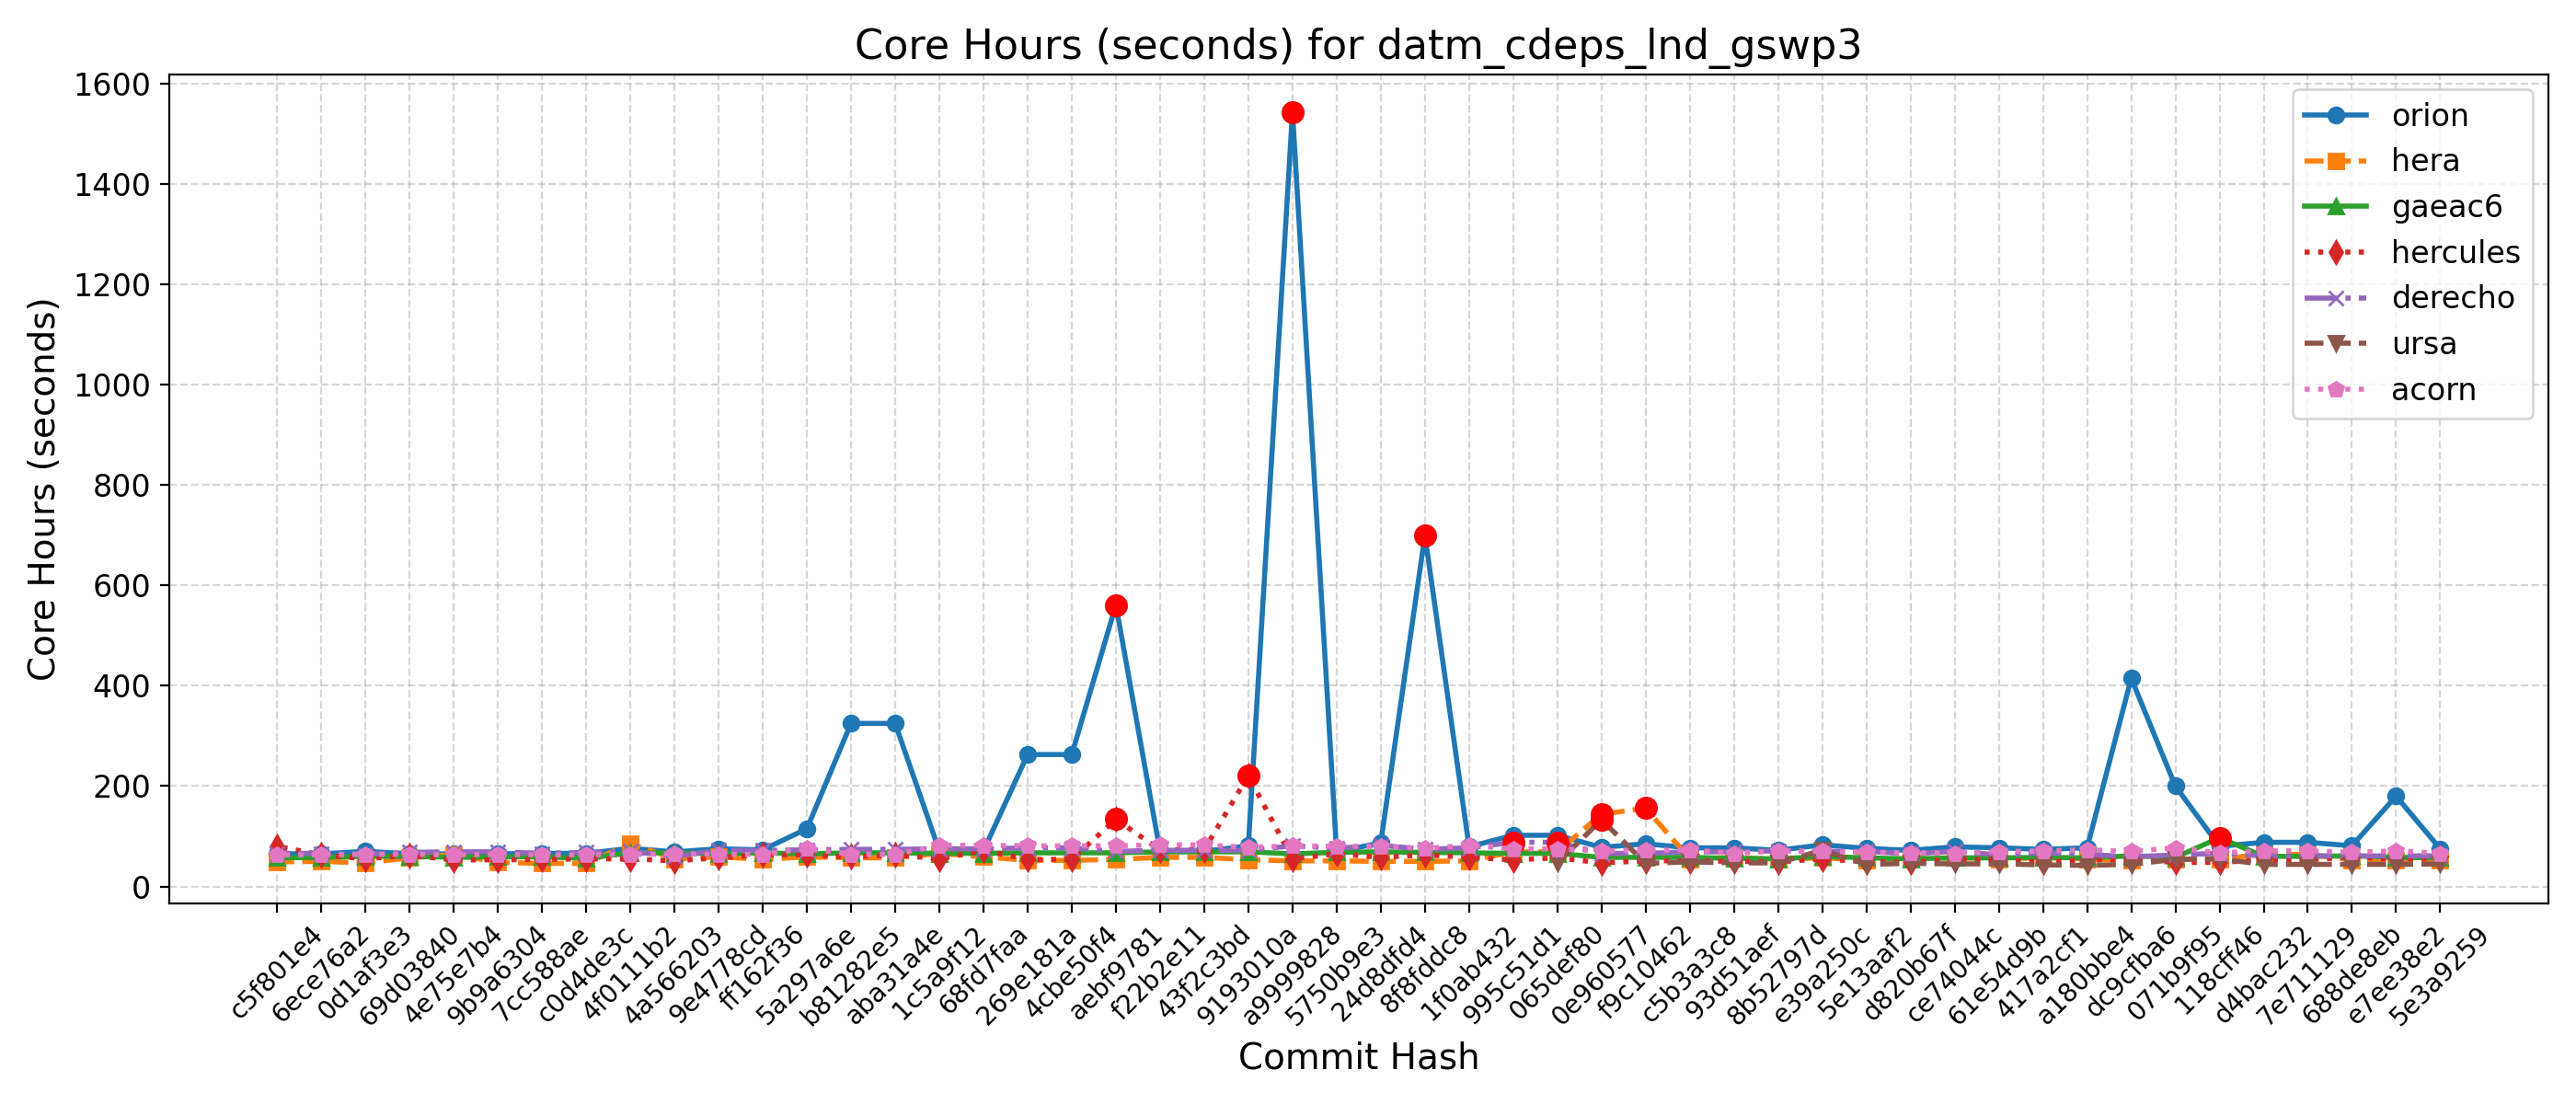 Core Hours (seconds) for datm_cdeps_lnd_gswp3
Core Hours (seconds)
1600
1400
1200
1000
800
600
400
200
0
orion
hera
gaeac6
hercules
derecho
ursa
acorn
c5f801e4
6ece76a2
0d1af3e3
69d03840
4e75e7b4
9b9a6304
7cc588ae
c0d4de3c
4f0111b2
4a566203
9e4778cd
ff162f36
5a297a6e
b81282e5
aba31a4e
1c5a9f12
68fd7faa
269e181a
4cbe50f4
aebf9781
f22b2e11
43f2c3bd
9193010a
a9999828
5750b9e3
24d8dfd4
8f8fddc8
1f0ab432
995c51d1
065def80
0e960577
f9c10462
c5b3a3c8
93d51aef
8b52797d
e39a250c
5e13aaf2
d820b67f
ce74044c
61e54d9b
417a2cf1
a180bbe4
dc9cfba6
071b9f95
118cff46
d4bac232
7e711129
688de8eb
e7ee38e2
5e3a9259
Commit Hash